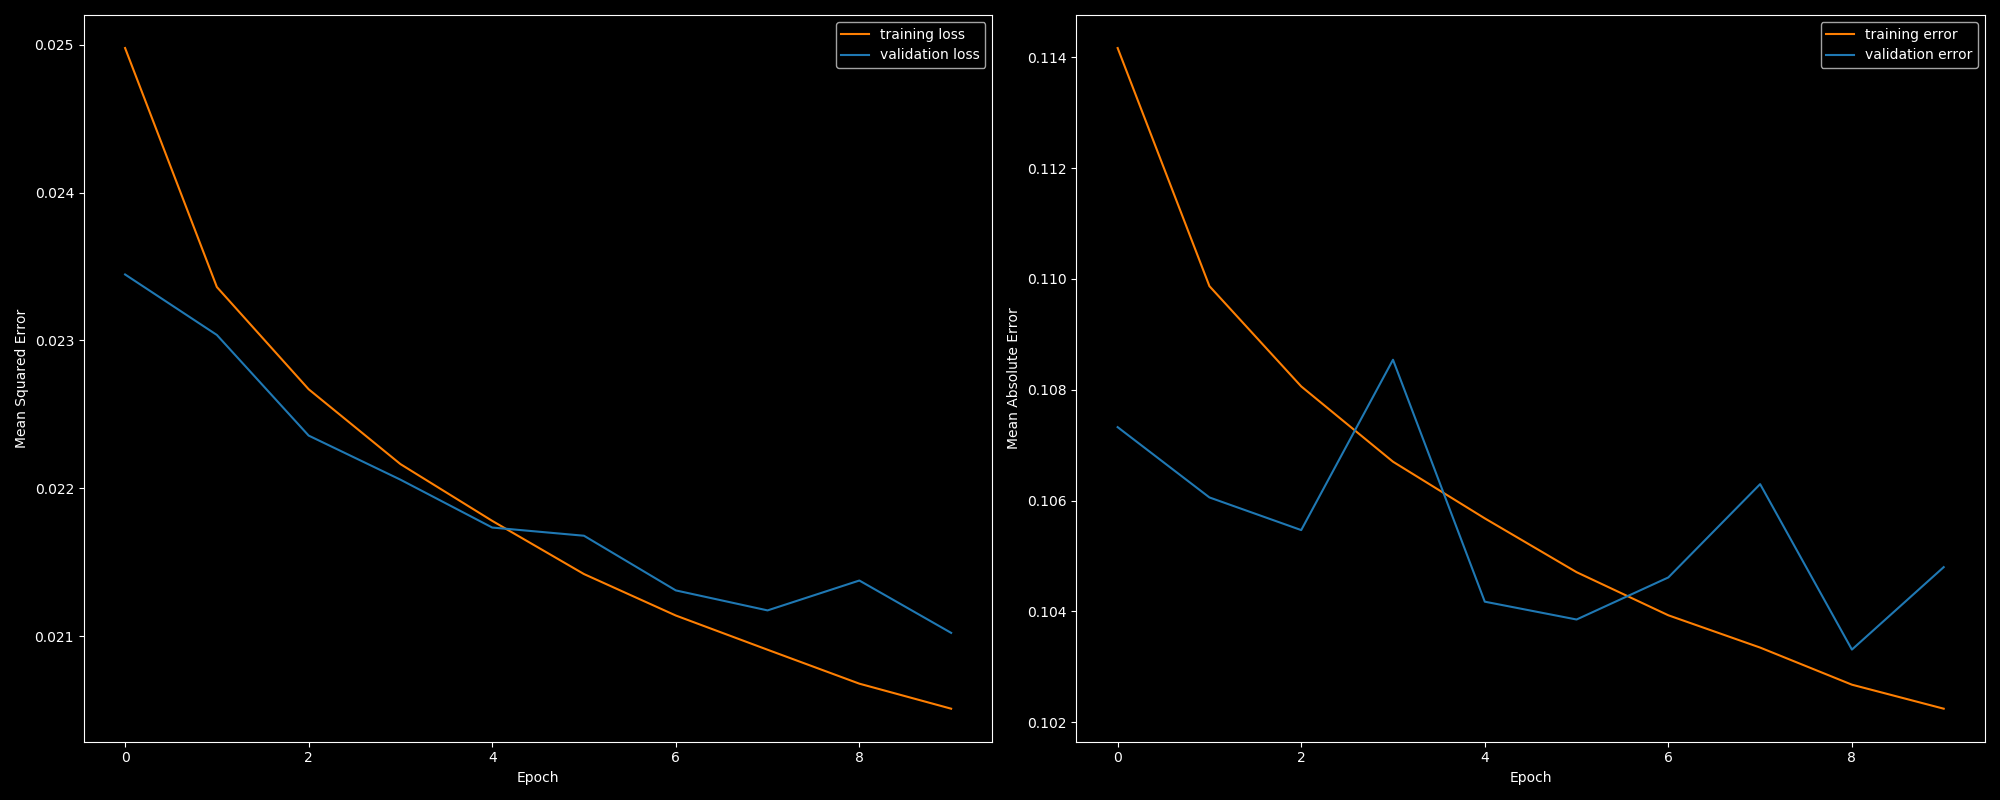 training loss
validation loss
0.025
0.024
0.023
0.022
0.021
Mean Squared Error
0 2 4 6 8
Epoch
training error
validation error
0.114
0.112
0.110
0.108
0.106
0.104
0.102
Mean Absolute Error
0 2 4 6 8
Epoch